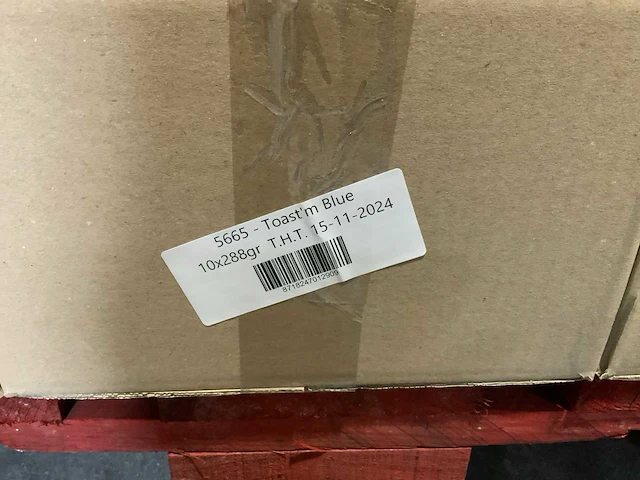 5665 - Toast'm Blue
10x288gr T.H.T. 15-11-2024
8718247012909